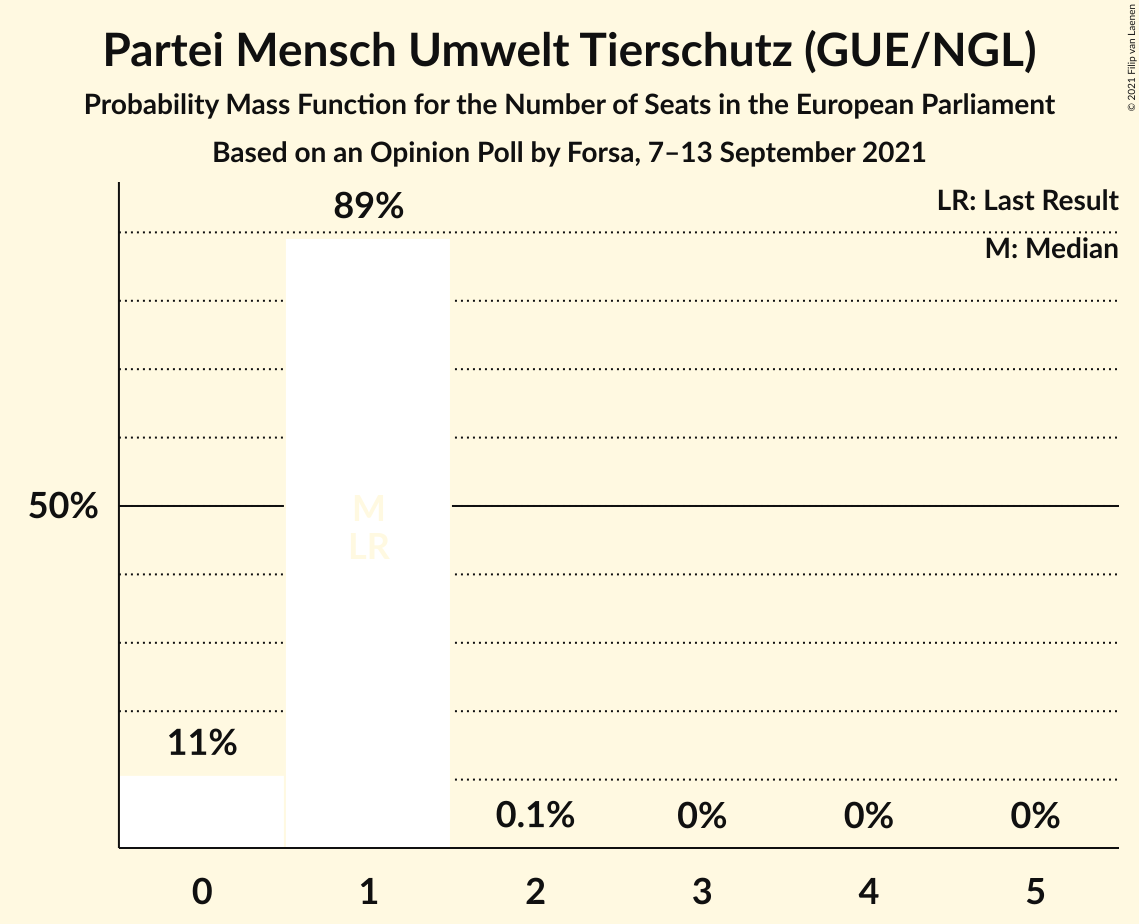 Partei Mensch Umwelt Tierschutz (GUE/NGL)
Probability Mass Function for the Number of Seats in the European Parliament
Based on an Opinion Poll by Forsa, 7–13 September 2021
© 2021 Filip van Laenen
LR: Last Result
M: Median
89%
50%
M
LR
11%
0.1%
0%
0%
0%
0 1 2 3 4 5